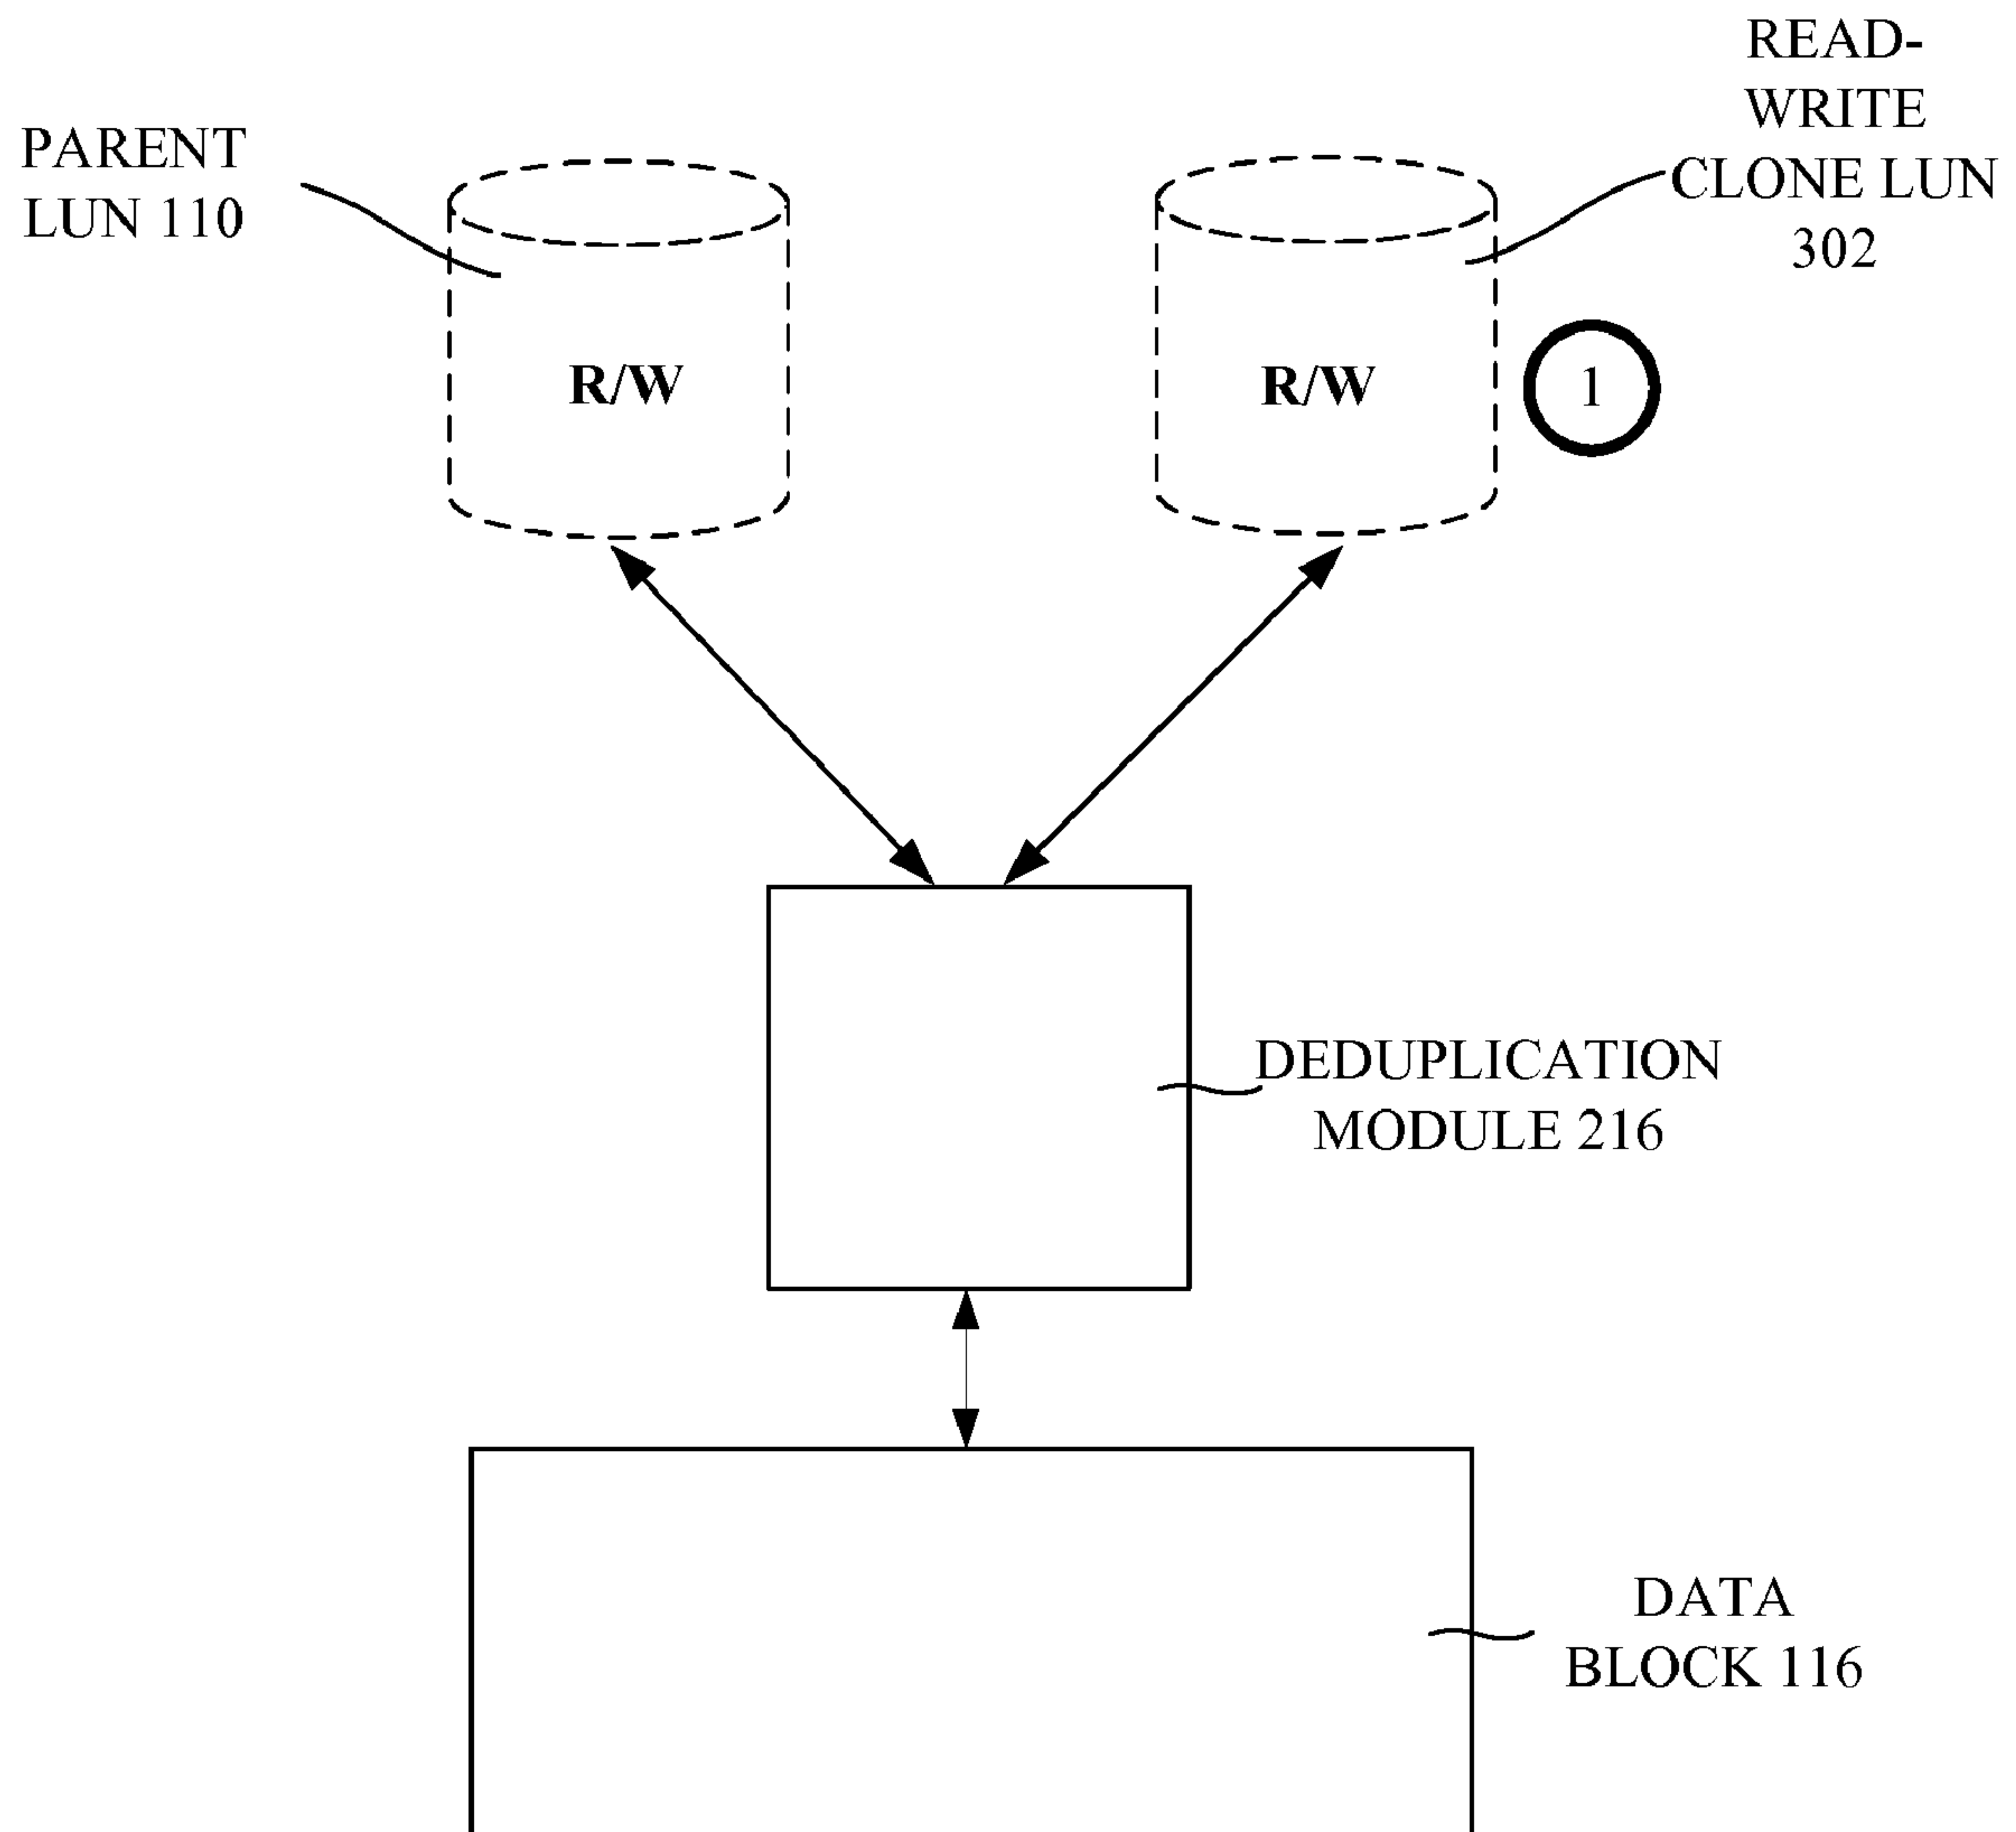 PARENT
LUN 110
READ-
WRITE
CLONE LUN
302
R/W
R/W
1
DEDUPLICATION
MODULE 216
DATA
BLOCK 116